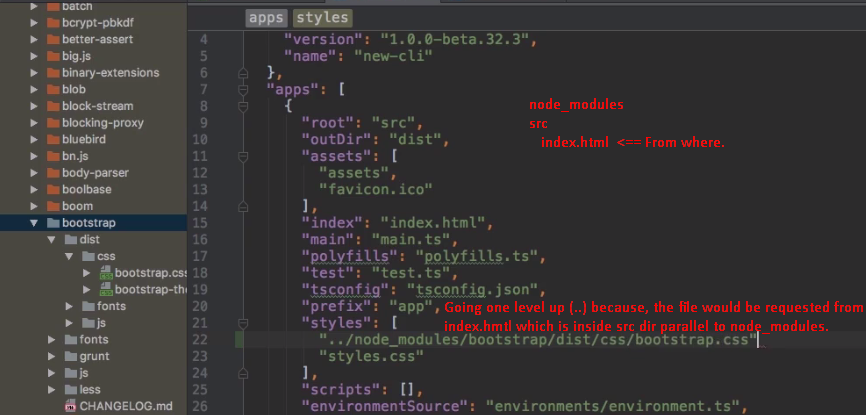 batch
bcrypt-pbkdf
better-assert
big.js
binary-extensions
blob
block-stream
blocking-proxy
bluebird
bn.js
body-parser
boolbase
boom
bootstrap
dist
css
bootstrap.cs
bootstrap-the
fonts
js
fonts
grunt
js
less
CHANGELOG.md
apps styles
4 "version": "1.0.0-beta.32.3",
5 "name": "new-cli"
6 },
7 "apps": [
8 {
9 "root": "src",
10 "outDir": "dist",
11 "assets": [
12 "assets",
13 "favicon.ico"
14 ],
15 "index": "index.html",
16 "main": "main.ts",
17 "polyfills": "polyfills.ts",
18 "test": "test.ts",
19 "tsconfig": "tsconfig.json",
20 "prefix": "app",
21 "styles": [
22 "../node_modules/bootstrap/dist/css/bootstrap.css"
23 "styles.css"
24 ],
25 "scripts": [],
26 "environmentSource": "environments/environment.ts",
node_modules
src
index.html <== From where.
Going one level up (..) because, the file would be requested from
index.hmtl which is inside src dir parallel to node_modules.